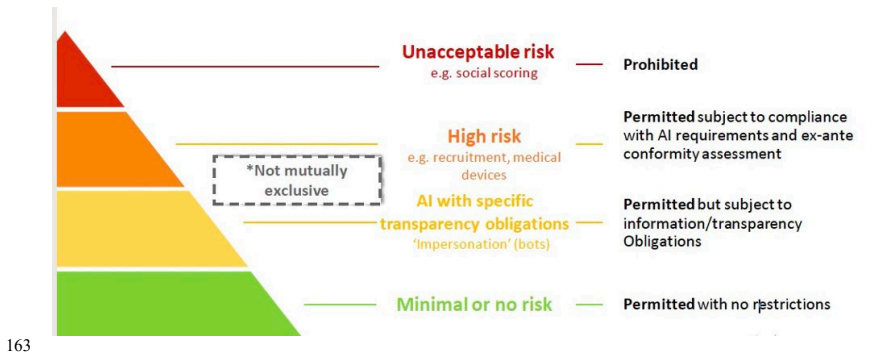 Unacceptable risk
e.g. social scoring
Prohibited
High risk
e.g. recruitment, medical
devices
Permitted subject to compliance
with AI requirements and ex-ante
conformity assessment
*Not mutually
exclusive
AI with specific
transparency obligations
'Impersonation' (bots)
Permitted but subject to
information/transparency
Obligations
Minimal or no risk
Permitted with no restrictions
163